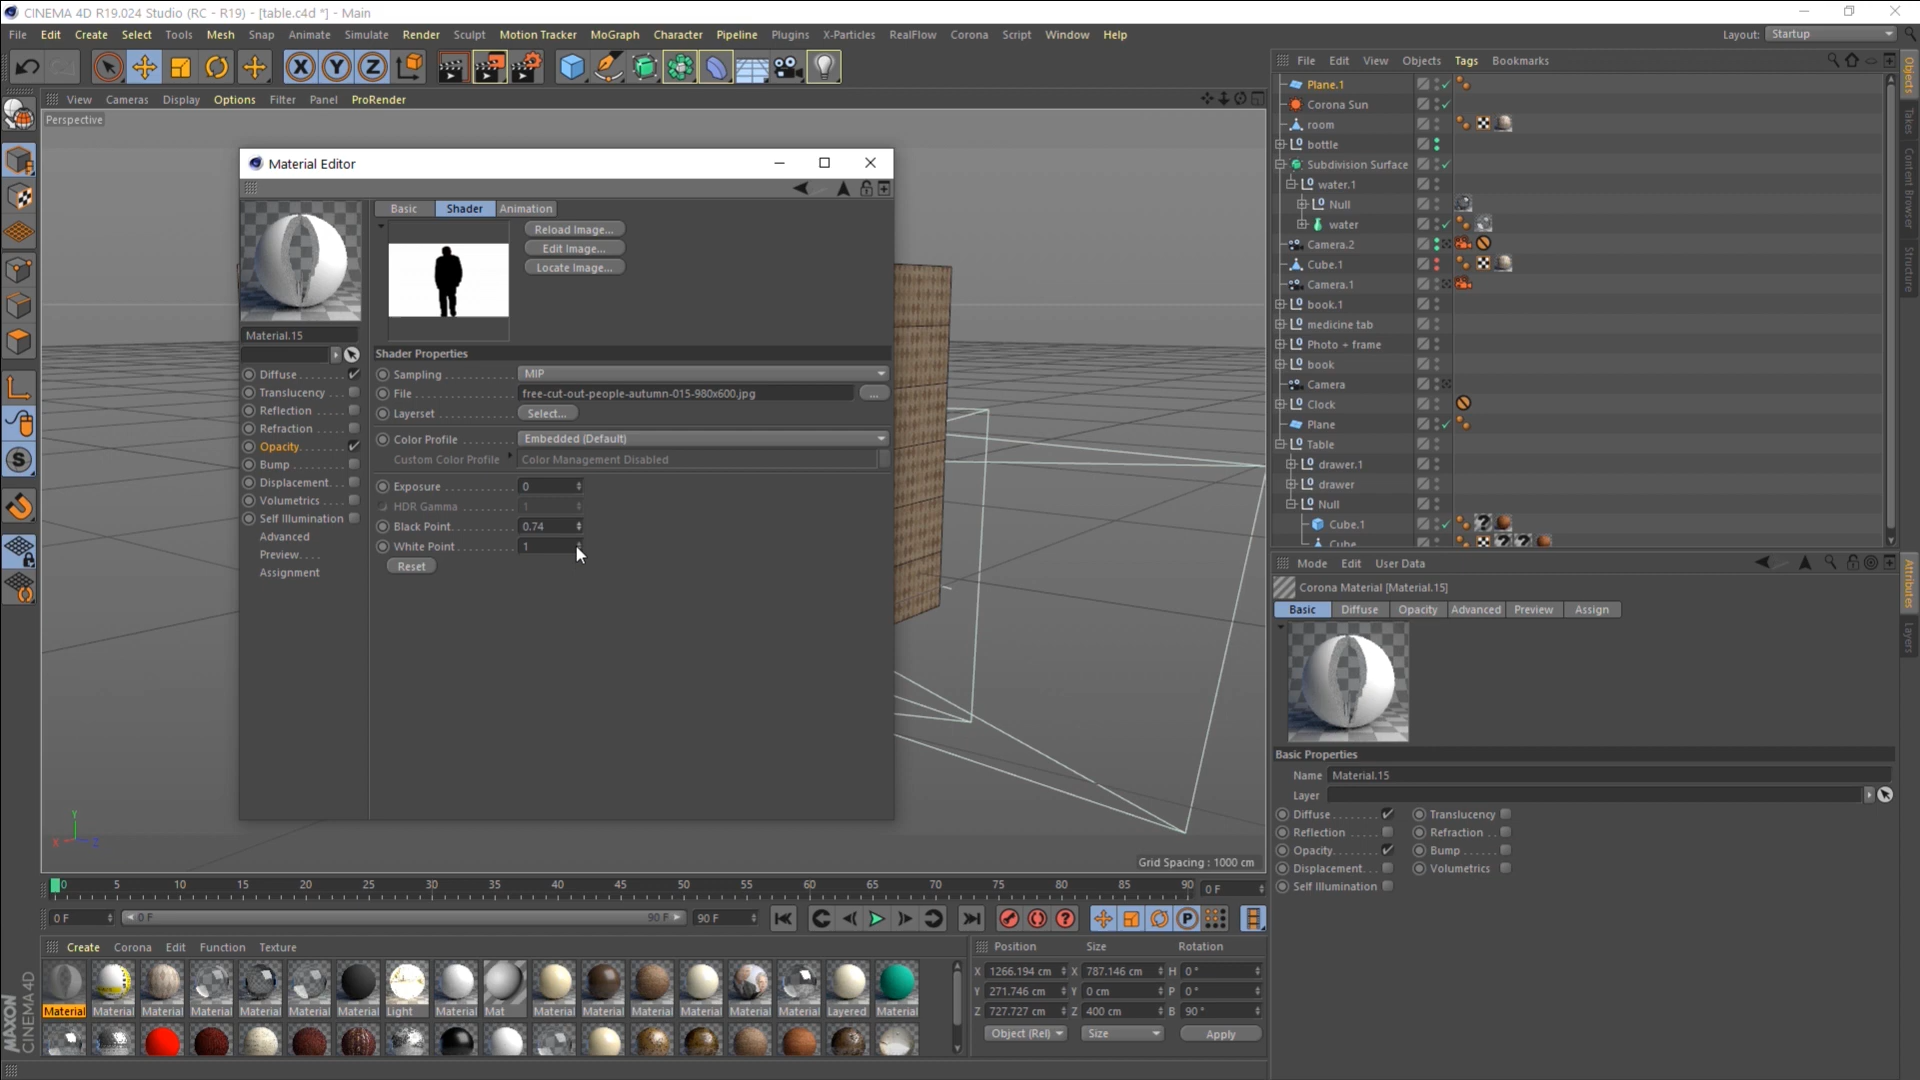 CINEMA 4D R19.024 Studio (RC - R19) - [table.c4d *] - Main
File Edit Create Select Tools Mesh Snap Animate Simulate Render Sculpt Motion Tracker MoGraph Character Pipeline Plugins X-Particles RealFlow Corona Script Window Help
Layout: Startup
X Y Z
View Cameras Display Options Filter Panel ProRender
Perspective
Material Editor
Basic Shader Animation
Reload Image...
Edit Image...
Locate Image...
Material.15
Diffuse
Translucency
Reflection
Refraction
Opacity
Bump
Displacement
Volumetrics
Self Illumination
Advanced
Preview
Assignment
Shader Properties
Sampling MIP
File free-cut-out-people-autumn-015-980x600.jpg ...
Layerset Select...
Color Profile Embedded (Default)
Custom Color Profile Color Management Disabled
Exposure 0
HDR Gamma 1
Black Point 0.74
White Point 1
Reset
Grid Spacing : 1000 cm
File Edit View Objects Tags Bookmarks
Plane.1
Corona Sun
room
bottle
Subdivision Surface
water.1
Null
water
Camera.2
Cube.1
Camera.1
book.1
medicine tab
Photo + frame
book
Camera
Clock
Plane
Table
drawer.1
drawer
Null
Cube.1
Cube
Objects
Takes
Content Browser
Structure
Mode Edit User Data
Corona Material [Material.15]
Basic Diffuse Opacity Advanced Preview Assign
Basic Properties
Name Material.15
Layer
Diffuse Translucency
Reflection Refraction
Opacity Bump
Displacement Volumetrics
Self Illumination
Attributes
Layers
0 5 10 15 20 25 30 35 40 45 50 55 60 65 70 75 80 85 90 0 F
0 F 0 F 90 F 90 F
Create Corona Edit Function Texture
Material Material Material Material Material Material Material Light Material Mat Material Material Material Material Material Material Layered Material
Position Size Rotation
X 1266.194 cm X 787.146 cm H 0°
Y 271.746 cm Y 0 cm P 0°
Z 727.727 cm Z 400 cm B 90°
Object (Rel) Size Apply
MAXON
CINEMA 4D